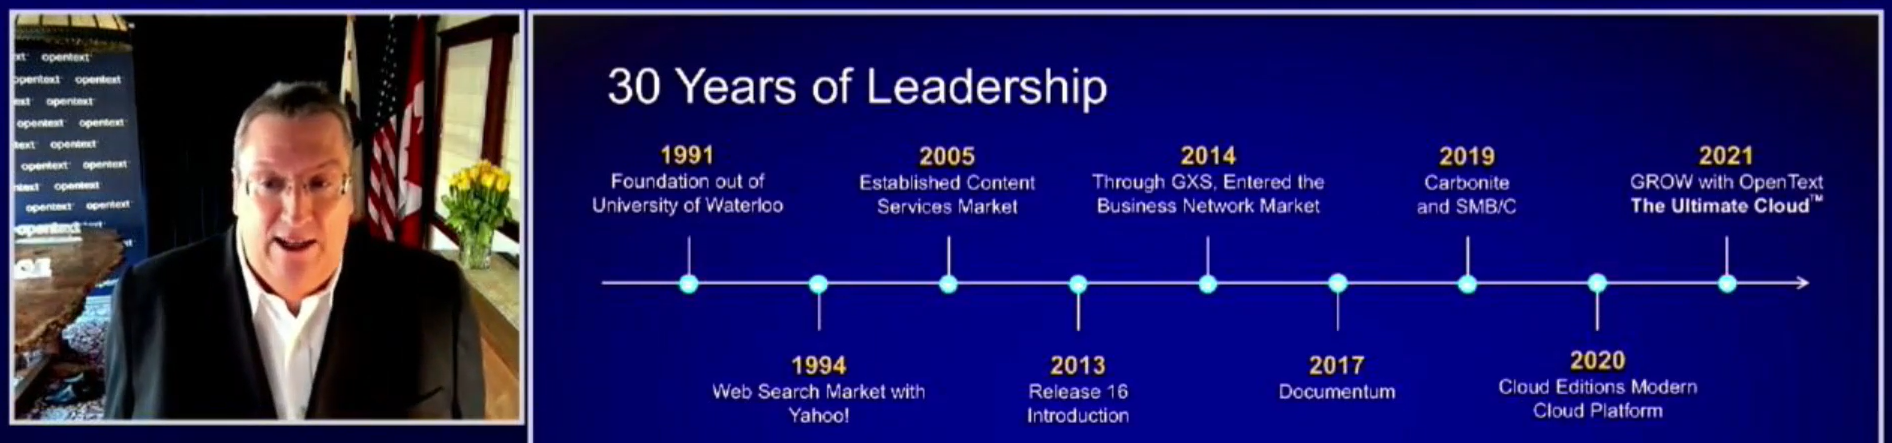 opentext
opentext opentext
opentext
opentext opentext
opentext
opentext opentext
opentext
opentext opentext
opentext
30 Years of Leadership
1991
Foundation out of
University of Waterloo
2005
Established Content
Services Market
2014
Through GXS, Entered the
Business Network Market
2019
Carbonite
and SMB/C
2021
GROW with OpenText
The Ultimate Cloud™
1994
Web Search Market with
Yahoo!
2013
Release 16
Introduction
2017
Documentum
2020
Cloud Editions Modern
Cloud Platform